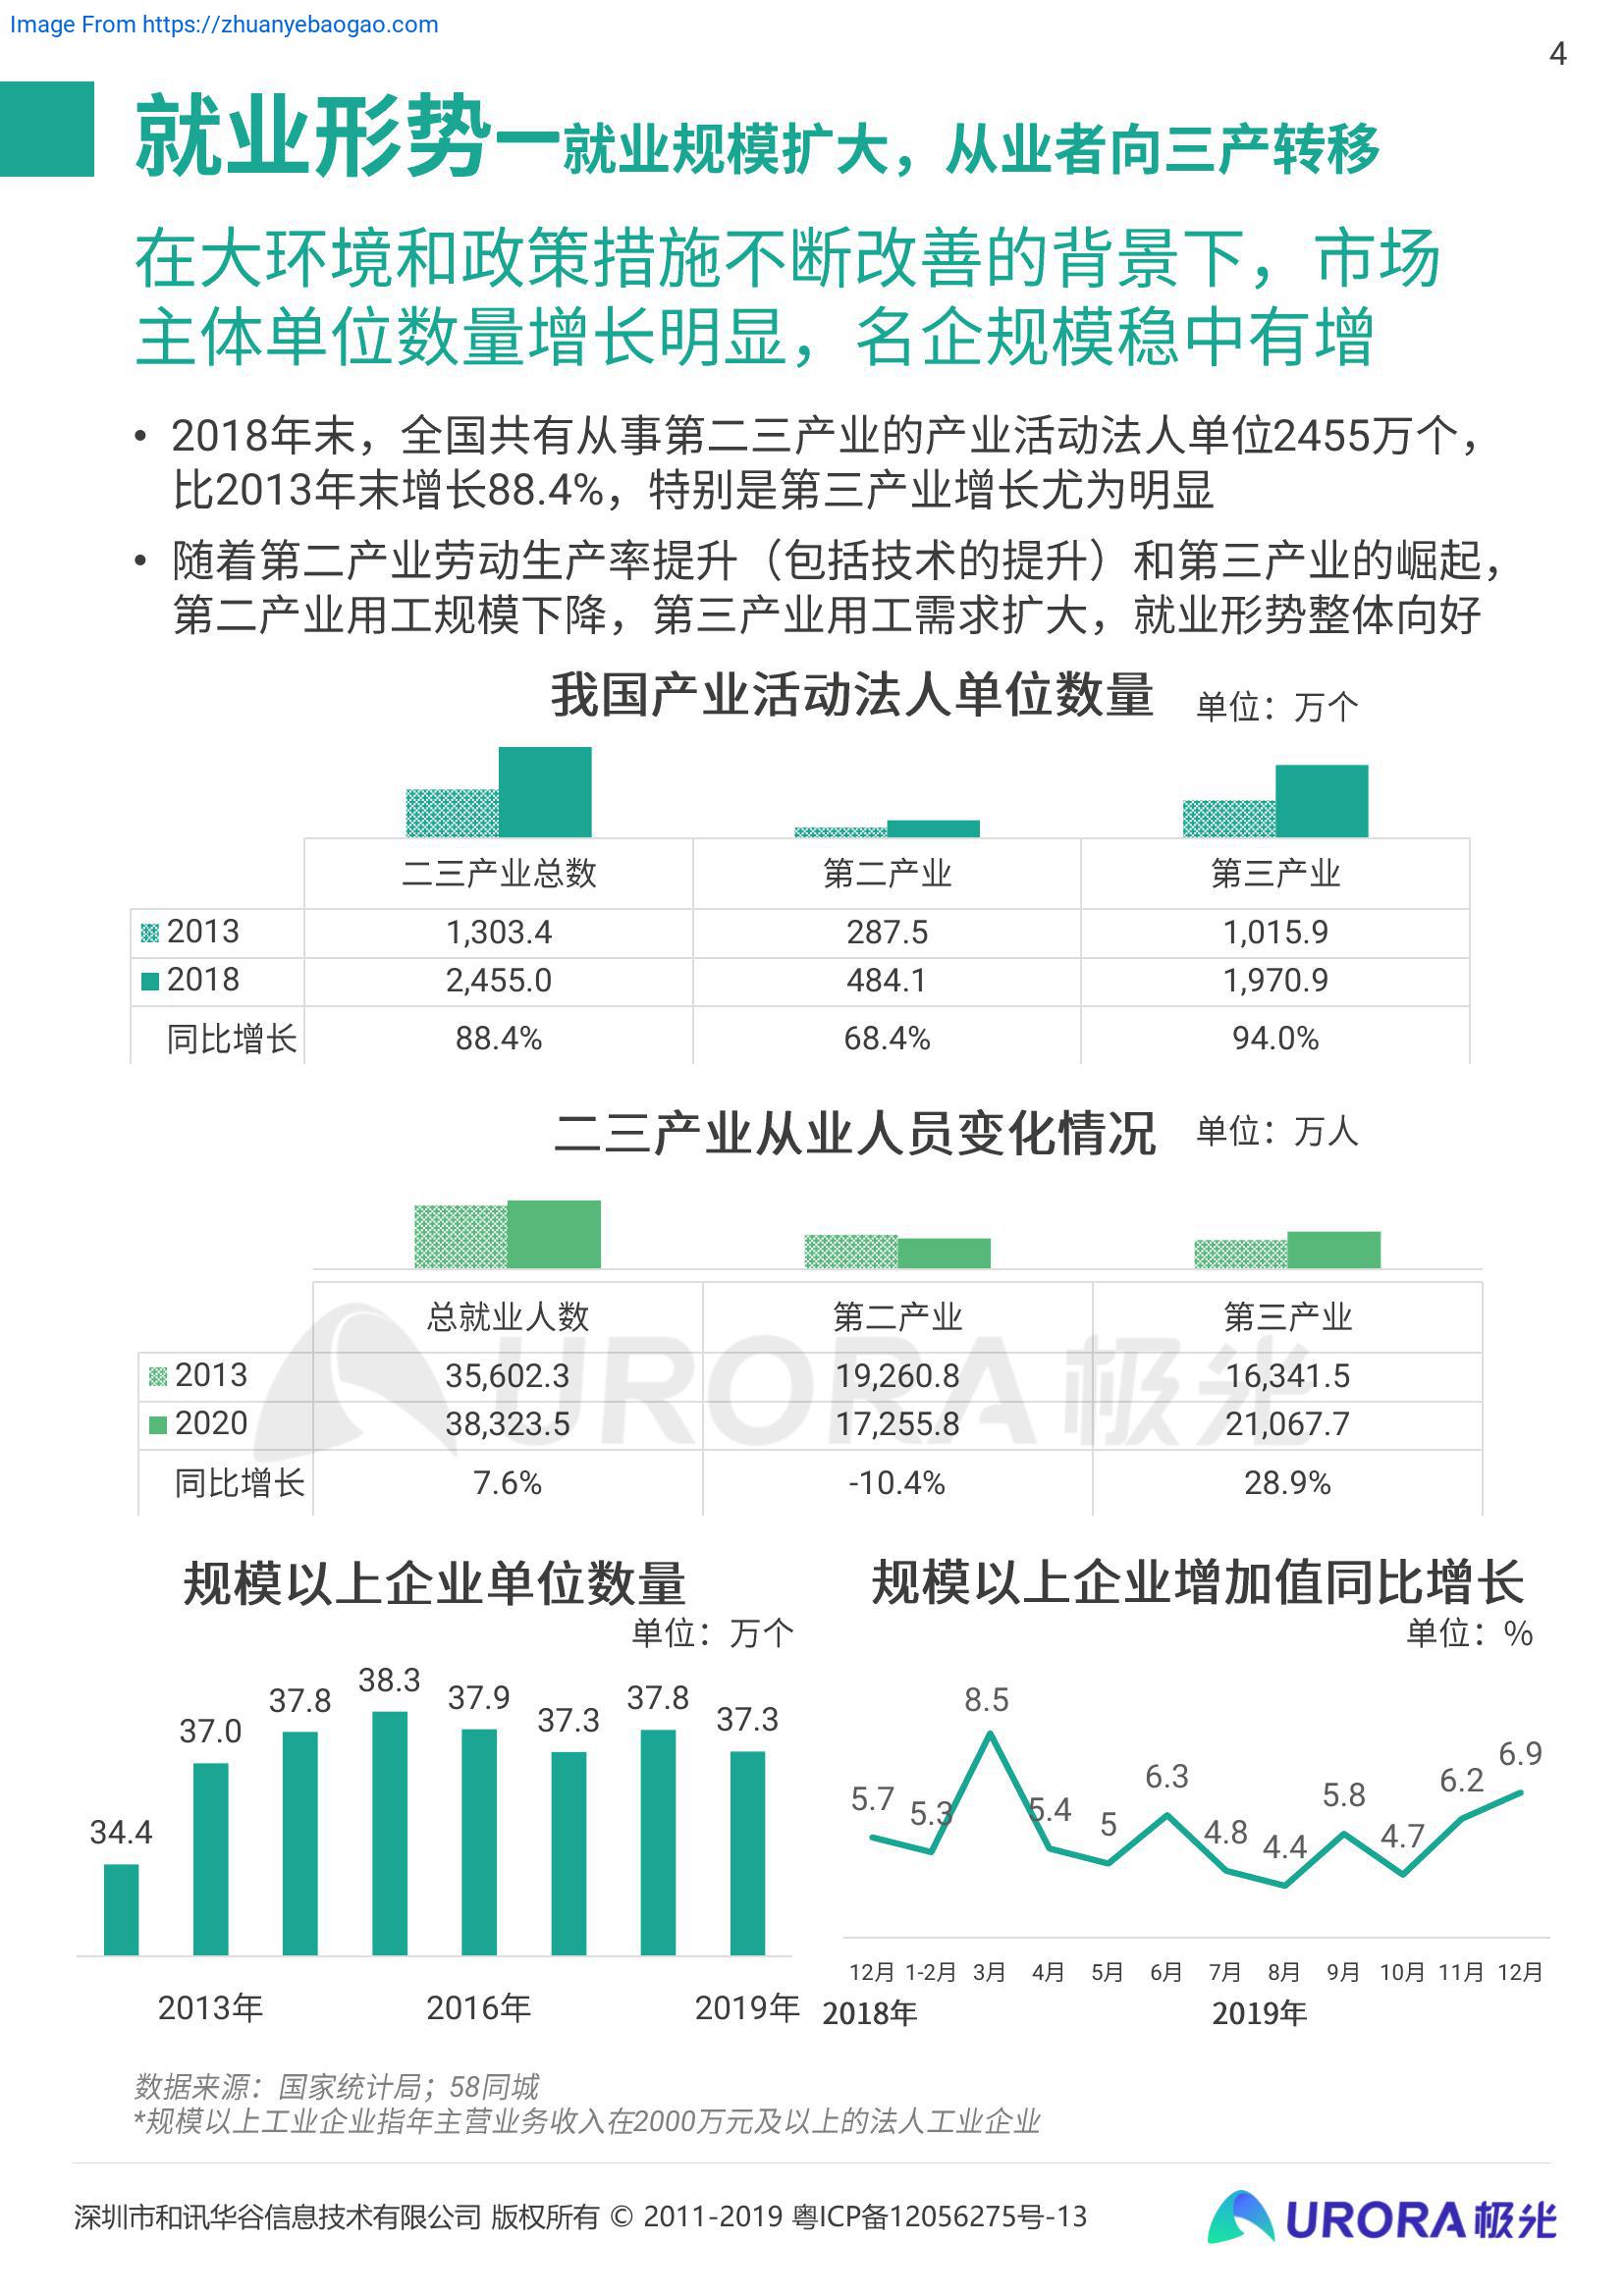 Image From https://zhuanyebaogao.com
4
就业形势—就业规模扩大，从业者向三产转移
在大环境和政策措施不断改善的背景下，市场
主体单位数量增长明显，名企规模稳中有增
• 2018年末，全国共有从事第二三产业的产业活动法人单位2455万个，
比2013年末增长88.4%，特别是第三产业增长尤为明显
• 随着第二产业劳动生产率提升（包括技术的提升）和第三产业的崛起，
第二产业用工规模下降，第三产业用工需求扩大，就业形势整体向好
我国产业活动法人单位数量 单位：万个
二三产业总数 第二产业 第三产业
2013 1,303.4 287.5 1,015.9
2018 2,455.0 484.1 1,970.9
同比增长 88.4% 68.4% 94.0%
二三产业从业人员变化情况 单位：万人
总就业人数 第二产业 第三产业
2013 35,602.3 19,260.8 16,341.5
2020 38,323.5 17,255.8 21,067.7
同比增长 7.6% -10.4% 28.9%
URORA极光
规模以上企业单位数量
单位：万个
34.4 37.0 37.8 38.3 37.9 37.3 37.8 37.3
2013年 2016年 2019年
规模以上企业增加值同比增长
单位：%
5.7 5.3 8.5 5.4 5 6.3 4.8 4.4 5.8 4.7 6.2 6.9
12月 1-2月 3月 4月 5月 6月 7月 8月 9月 10月 11月 12月
2018年 2019年
数据来源：国家统计局；58同城
*规模以上工业企业指年主营业务收入在2000万元及以上的法人工业企业
深圳市和讯华谷信息技术有限公司 版权所有 © 2011-2019 粤ICP备12056275号-13
URORA极光